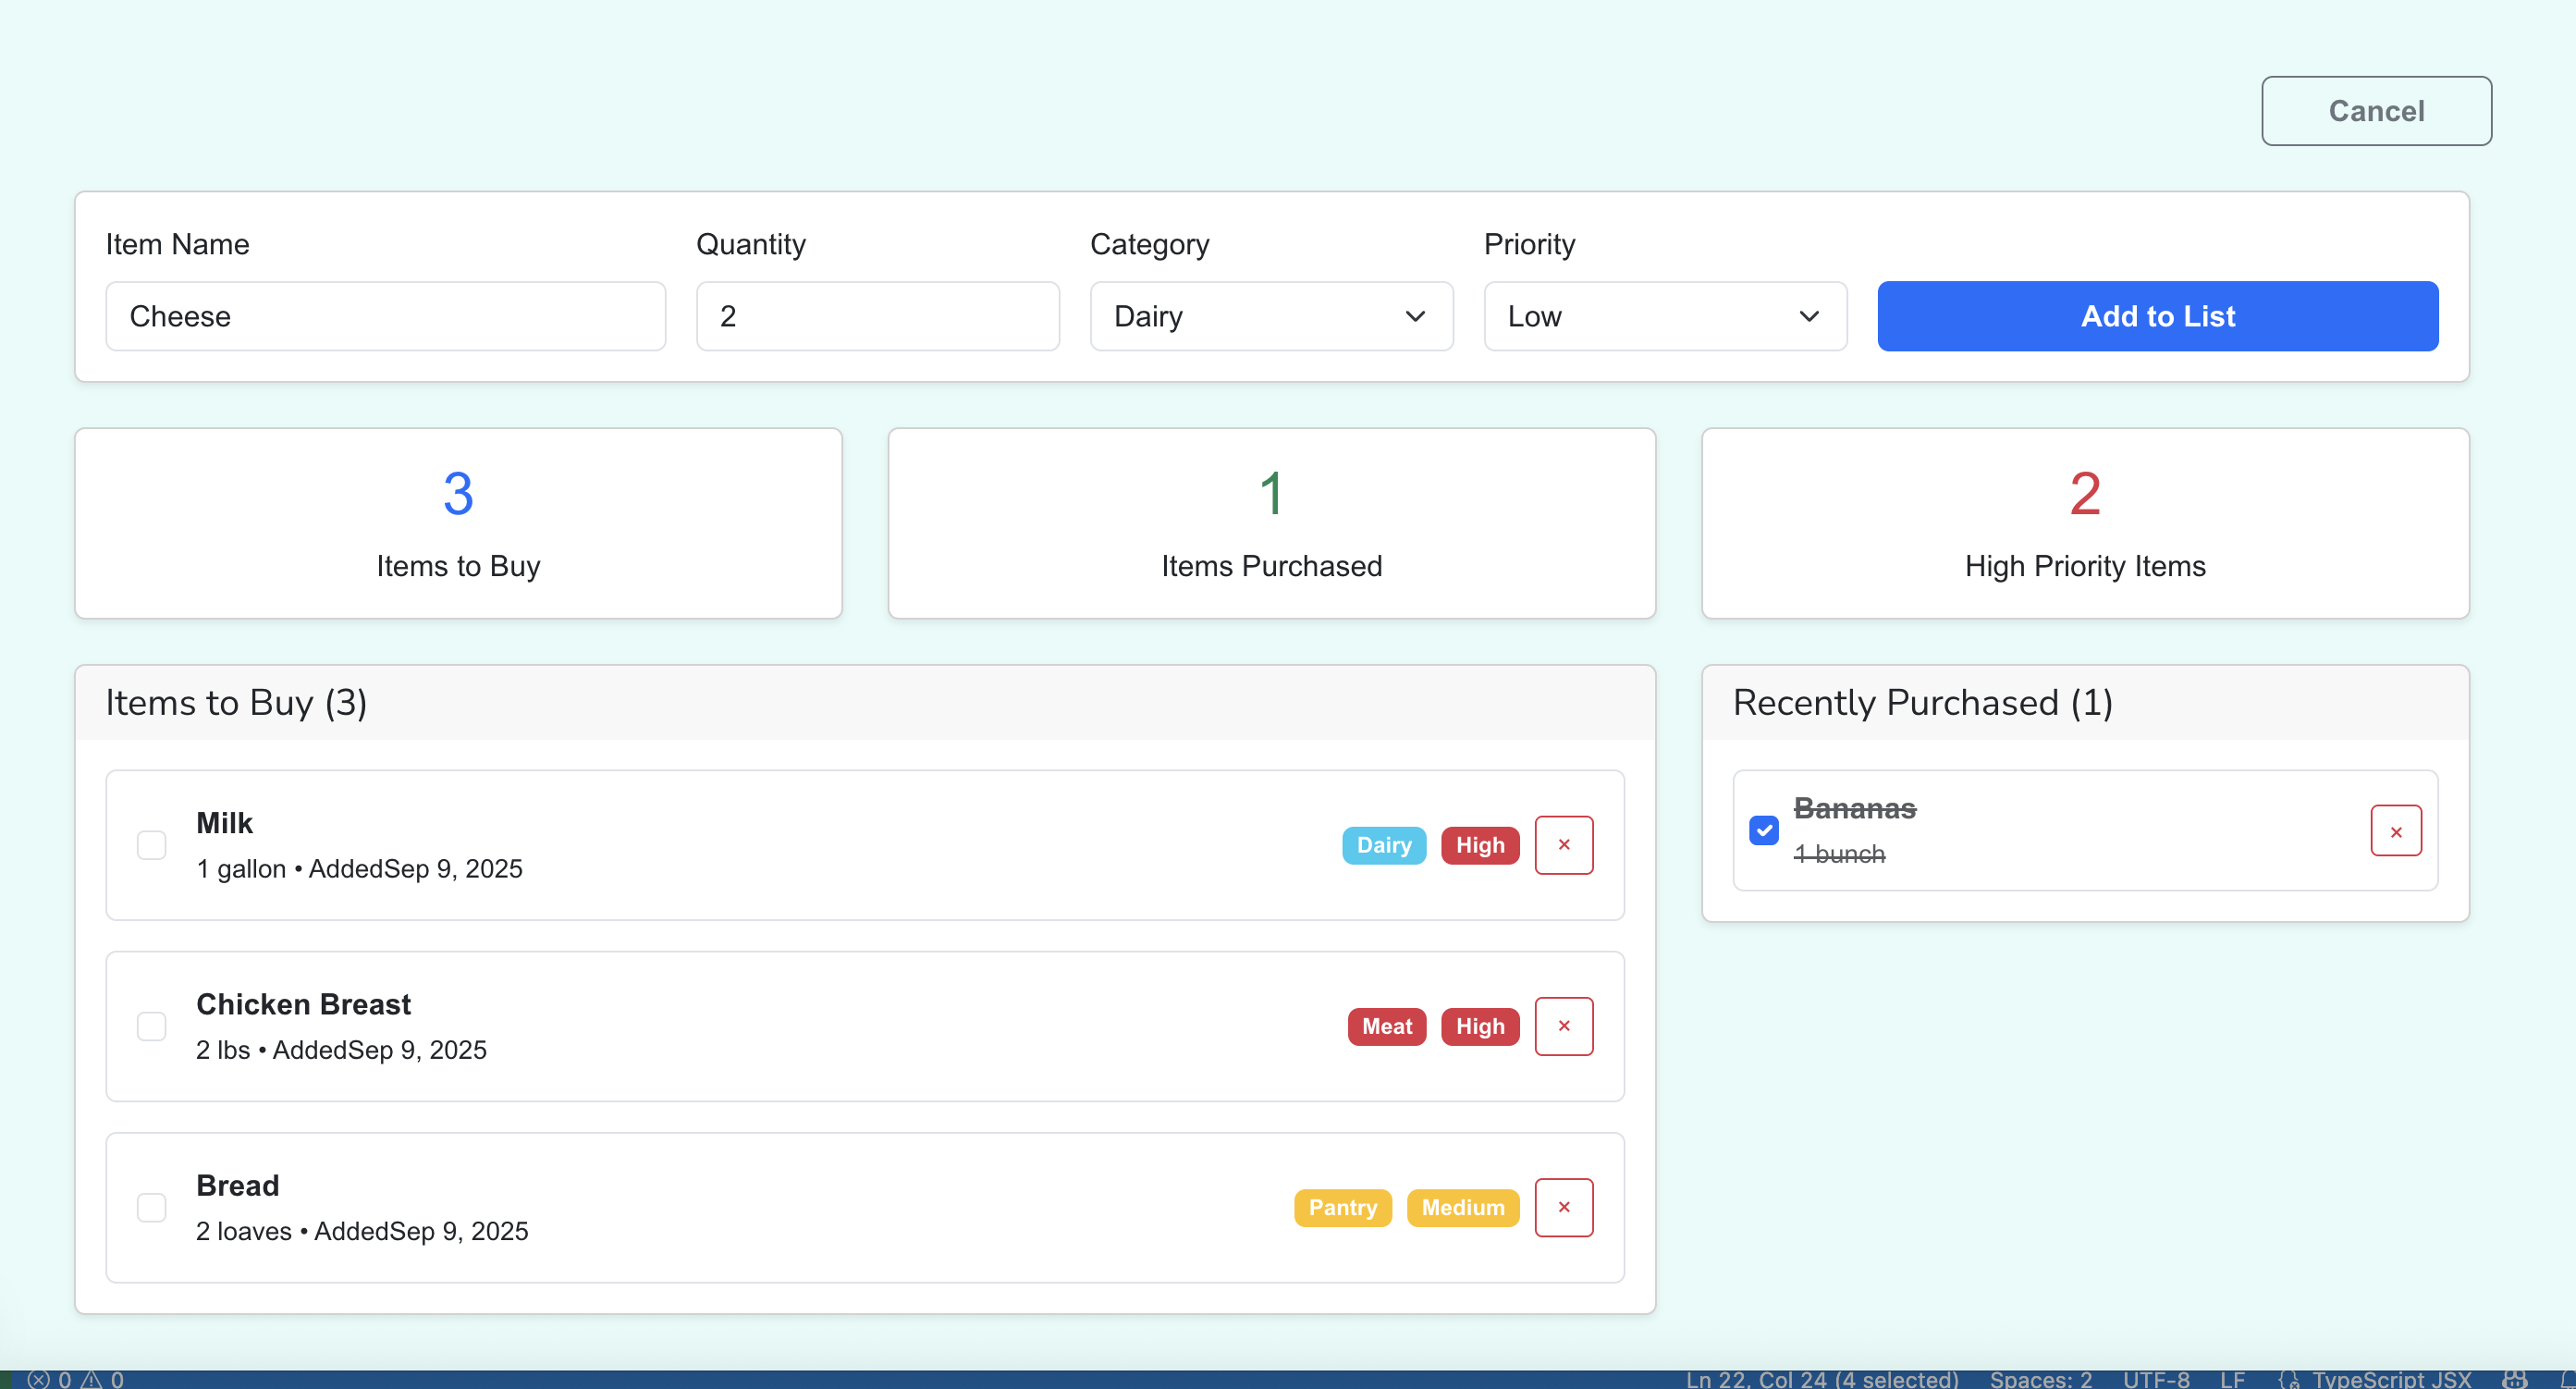 Cancel
Item Name Quantity Category Priority
Cheese 2 Dairy Low Add to List
3 1 2
Items to Buy Items Purchased High Priority Items
Items to Buy (3) Recently Purchased (1)
Milk
1 gallon • AddedSep 9, 2025
Dairy High ×
Bananas
1 bunch
×
Chicken Breast
2 lbs • AddedSep 9, 2025
Meat High ×
Bread
2 loaves • AddedSep 9, 2025
Pantry Medium ×
0 0 Ln 22, Col 24 (4 selected) Spaces: 2 UTF-8 LF TypeScript JSX